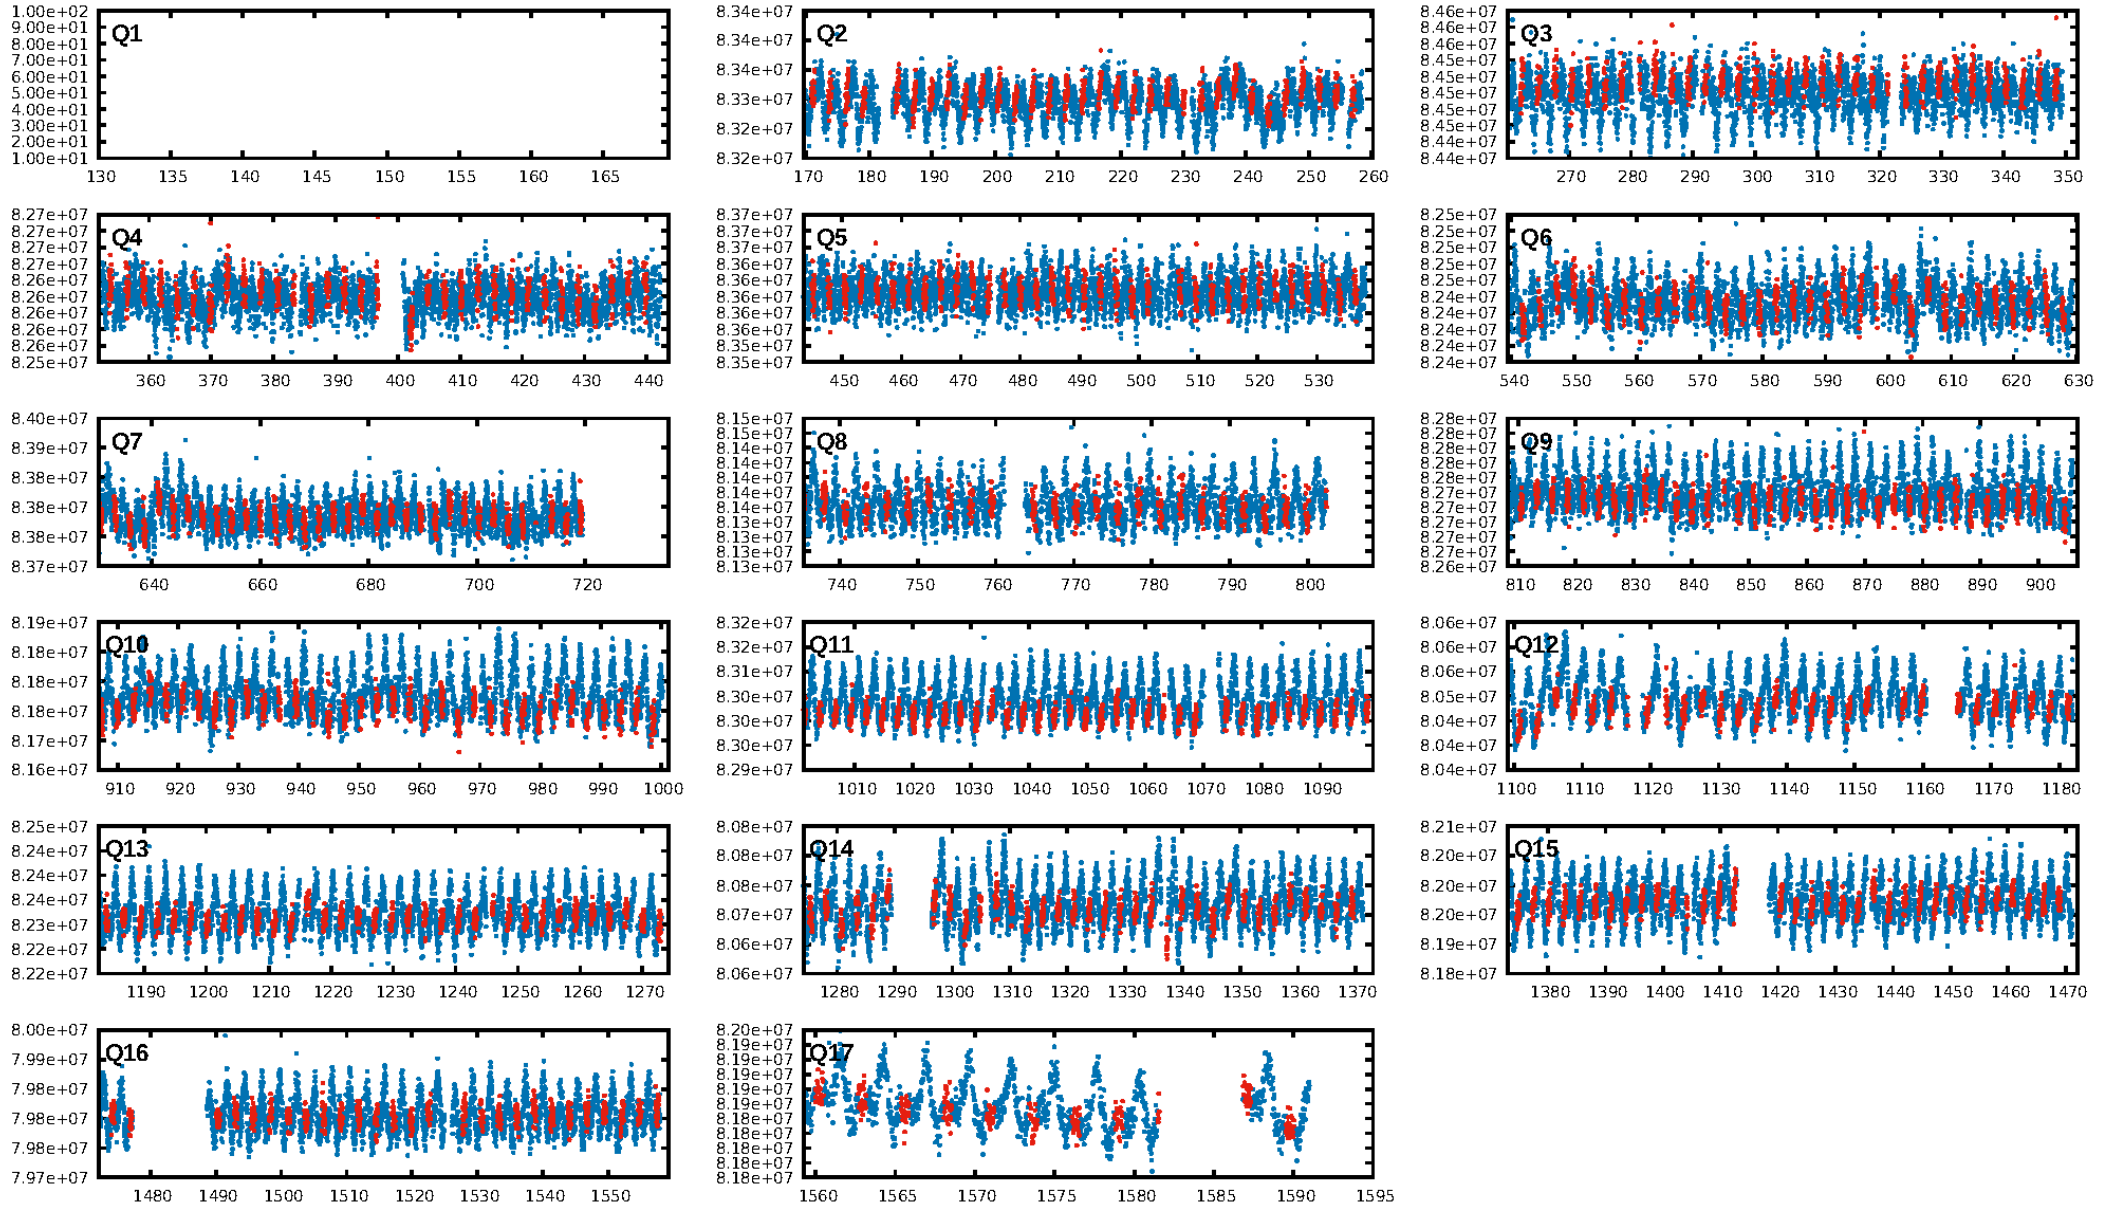 1.00e+02
9.00e+01
8.00e+01
7.00e+01
6.00e+01
5.00e+01
4.00e+01
3.00e+01
2.00e+01
1.00e+01
Q1
130 135 140 145 150 155 160 165
8.34e+07
8.34e+07
8.34e+07
8.33e+07
8.32e+07
8.32e+07
Q2
170 180 190 200 210 220 230 240 250 260
8.46e+07
8.46e+07
8.46e+07
8.45e+07
8.45e+07
8.45e+07
8.45e+07
8.45e+07
8.44e+07
8.44e+07
Q3
270 280 290 300 310 320 330 340 350
8.27e+07
8.27e+07
8.27e+07
8.27e+07
8.26e+07
8.26e+07
8.26e+07
8.26e+07
8.26e+07
8.25e+07
Q4
360 370 380 390 400 410 420 430 440
8.37e+07
8.37e+07
8.37e+07
8.36e+07
8.36e+07
8.36e+07
8.36e+07
8.36e+07
8.35e+07
8.35e+07
Q5
450 460 470 480 490 500 510 520 530
8.25e+07
8.25e+07
8.25e+07
8.25e+07
8.25e+07
8.24e+07
8.24e+07
8.24e+07
8.24e+07
8.24e+07
Q6
540 550 560 570 580 590 600 610 620 630
8.40e+07
8.39e+07
8.38e+07
8.38e+07
8.38e+07
8.37e+07
Q7
640 660 680 700 720
8.15e+07
8.15e+07
8.14e+07
8.14e+07
8.14e+07
8.14e+07
8.14e+07
8.13e+07
8.13e+07
8.13e+07
8.13e+07
Q8
740 750 760 770 780 790 800
8.28e+07
8.28e+07
8.28e+07
8.28e+07
8.28e+07
8.27e+07
8.27e+07
8.27e+07
8.27e+07
8.27e+07
8.26e+07
Q9
810 820 830 840 850 860 870 880 890 900
8.19e+07
8.18e+07
8.18e+07
8.18e+07
8.17e+07
8.16e+07
Q10
910 920 930 940 950 960 970 980 990 1000
8.32e+07
8.32e+07
8.31e+07
8.30e+07
8.30e+07
8.30e+07
8.29e+07
Q11
1010 1020 1030 1040 1050 1060 1070 1080 1090
8.06e+07
8.06e+07
8.06e+07
8.05e+07
8.04e+07
8.04e+07
8.04e+07
Q12
1100 1110 1120 1130 1140 1150 1160 1170 1180
8.25e+07
8.24e+07
8.24e+07
8.24e+07
8.23e+07
8.22e+07
8.22e+07
Q13
1190 1200 1210 1220 1230 1240 1250 1260 1270
8.08e+07
8.08e+07
8.08e+07
8.07e+07
8.06e+07
8.06e+07
Q14
1280 1290 1300 1310 1320 1330 1340 1350 1360 1370
8.21e+07
8.20e+07
8.20e+07
8.20e+07
8.19e+07
8.18e+07
Q15
1380 1390 1400 1410 1420 1430 1440 1450 1460 1470
8.00e+07
7.99e+07
7.98e+07
7.98e+07
7.98e+07
7.97e+07
Q16
1480 1490 1500 1510 1520 1530 1540 1550
8.20e+07
8.19e+07
8.19e+07
8.19e+07
8.19e+07
8.19e+07
8.18e+07
8.18e+07
8.18e+07
8.18e+07
8.18e+07
Q17
1560 1565 1570 1575 1580 1585 1590 1595